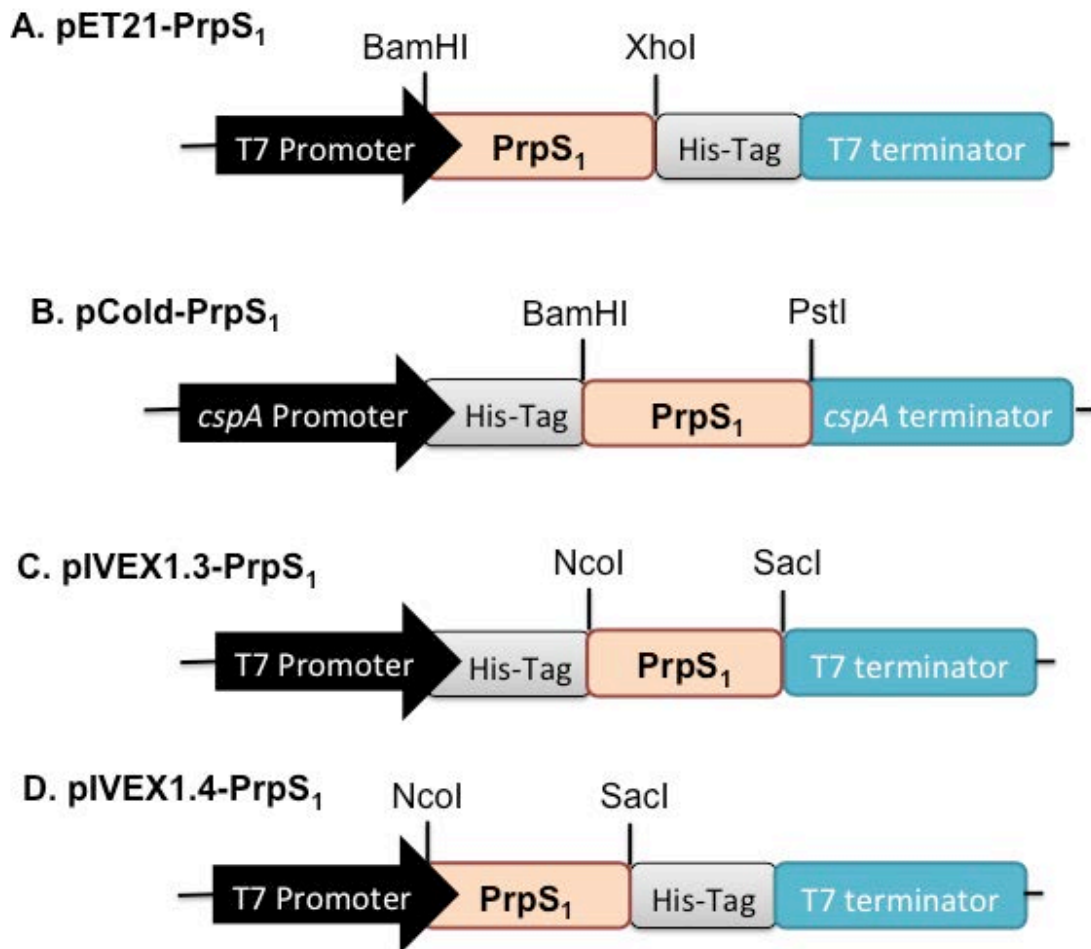 A. pET21-PrpS₁
BamHI XhoI
T7 Promoter PrpS₁ His-Tag T7 terminator
B. pCold-PrpS₁
BamHI PstI
cspA Promoter His-Tag PrpS₁ cspA terminator
C. pIVEX1.3-PrpS₁
NcoI SacI
T7 Promoter His-Tag PrpS₁ T7 terminator
D. pIVEX1.4-PrpS₁
NcoI SacI
T7 Promoter PrpS₁ His-Tag T7 terminator